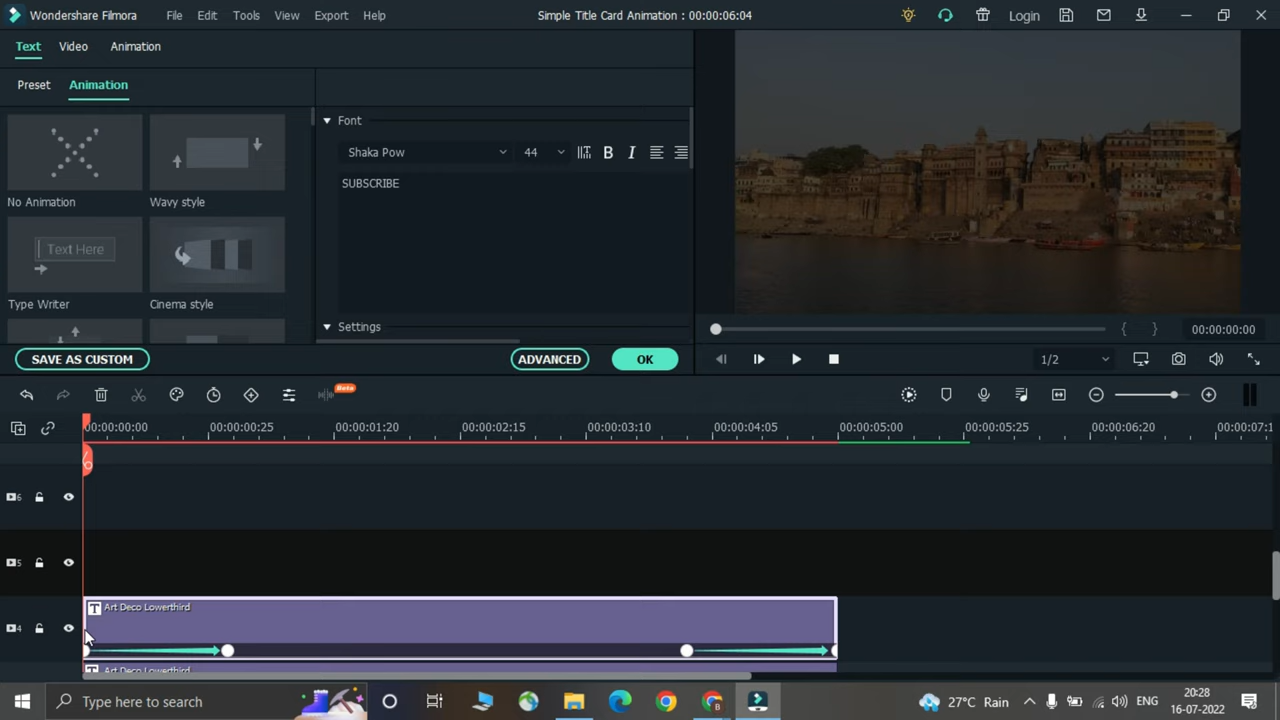 Wondershare Filmora File Edit Tools View Export Help Simple Title Card Animation : 00:00:06:04 Login
Text Video Animation
Preset Animation
Font
Shaka Pow 44 B I
SUBSCRIBE
No Animation Wavy style
Text Here
Type Writer Cinema style
Settings
00:00:00:00
SAVE AS CUSTOM ADVANCED OK 1/2
Beta
00:00:00:00 00:00:00:25 00:00:01:20 00:00:02:15 00:00:03:10 00:00:04:05 00:00:05:00 00:00:05:25 00:00:06:20 00:00:07:1
6
5
T Art Deco Lowerthird
4
T Art Deco Lowerthird
Type here to search 27°C Rain ENG 20:28 16-07-2022